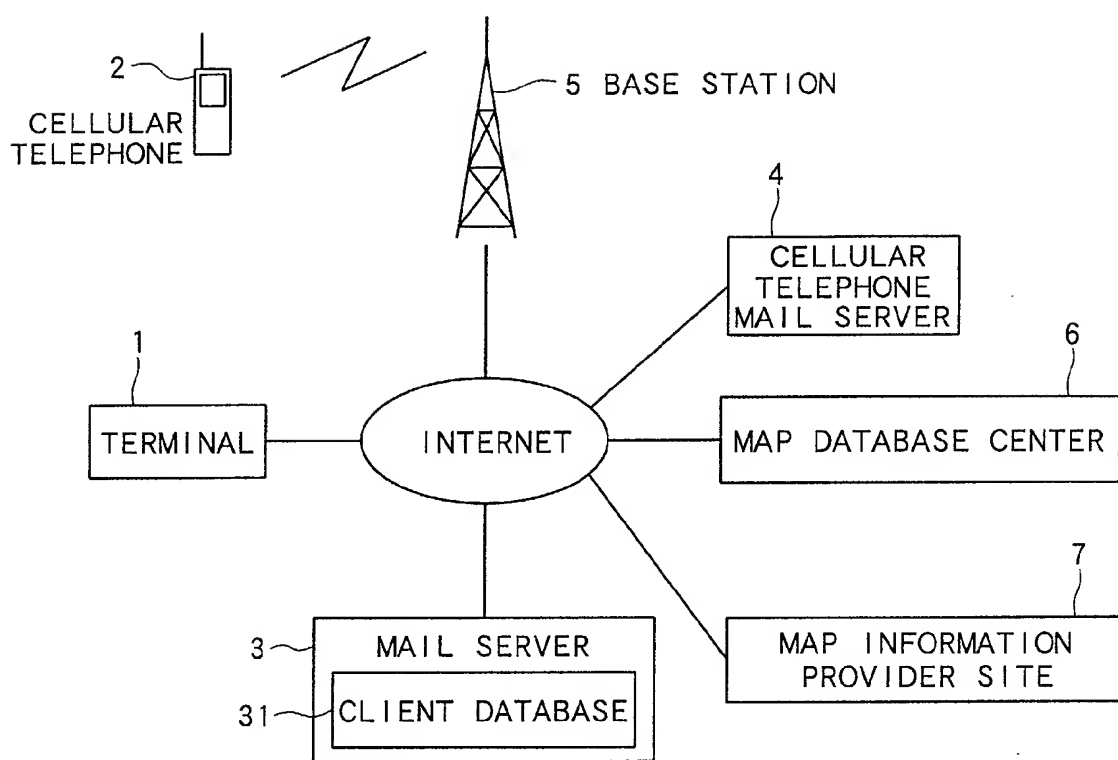 2
CELLULAR
TELEPHONE
5 BASE STATION
4
CELLULAR
TELEPHONE
MAIL SERVER
1
TERMINAL
INTERNET
6
MAP DATABASE CENTER
3
MAIL SERVER
31
CLIENT DATABASE
7
MAP INFORMATION
PROVIDER SITE